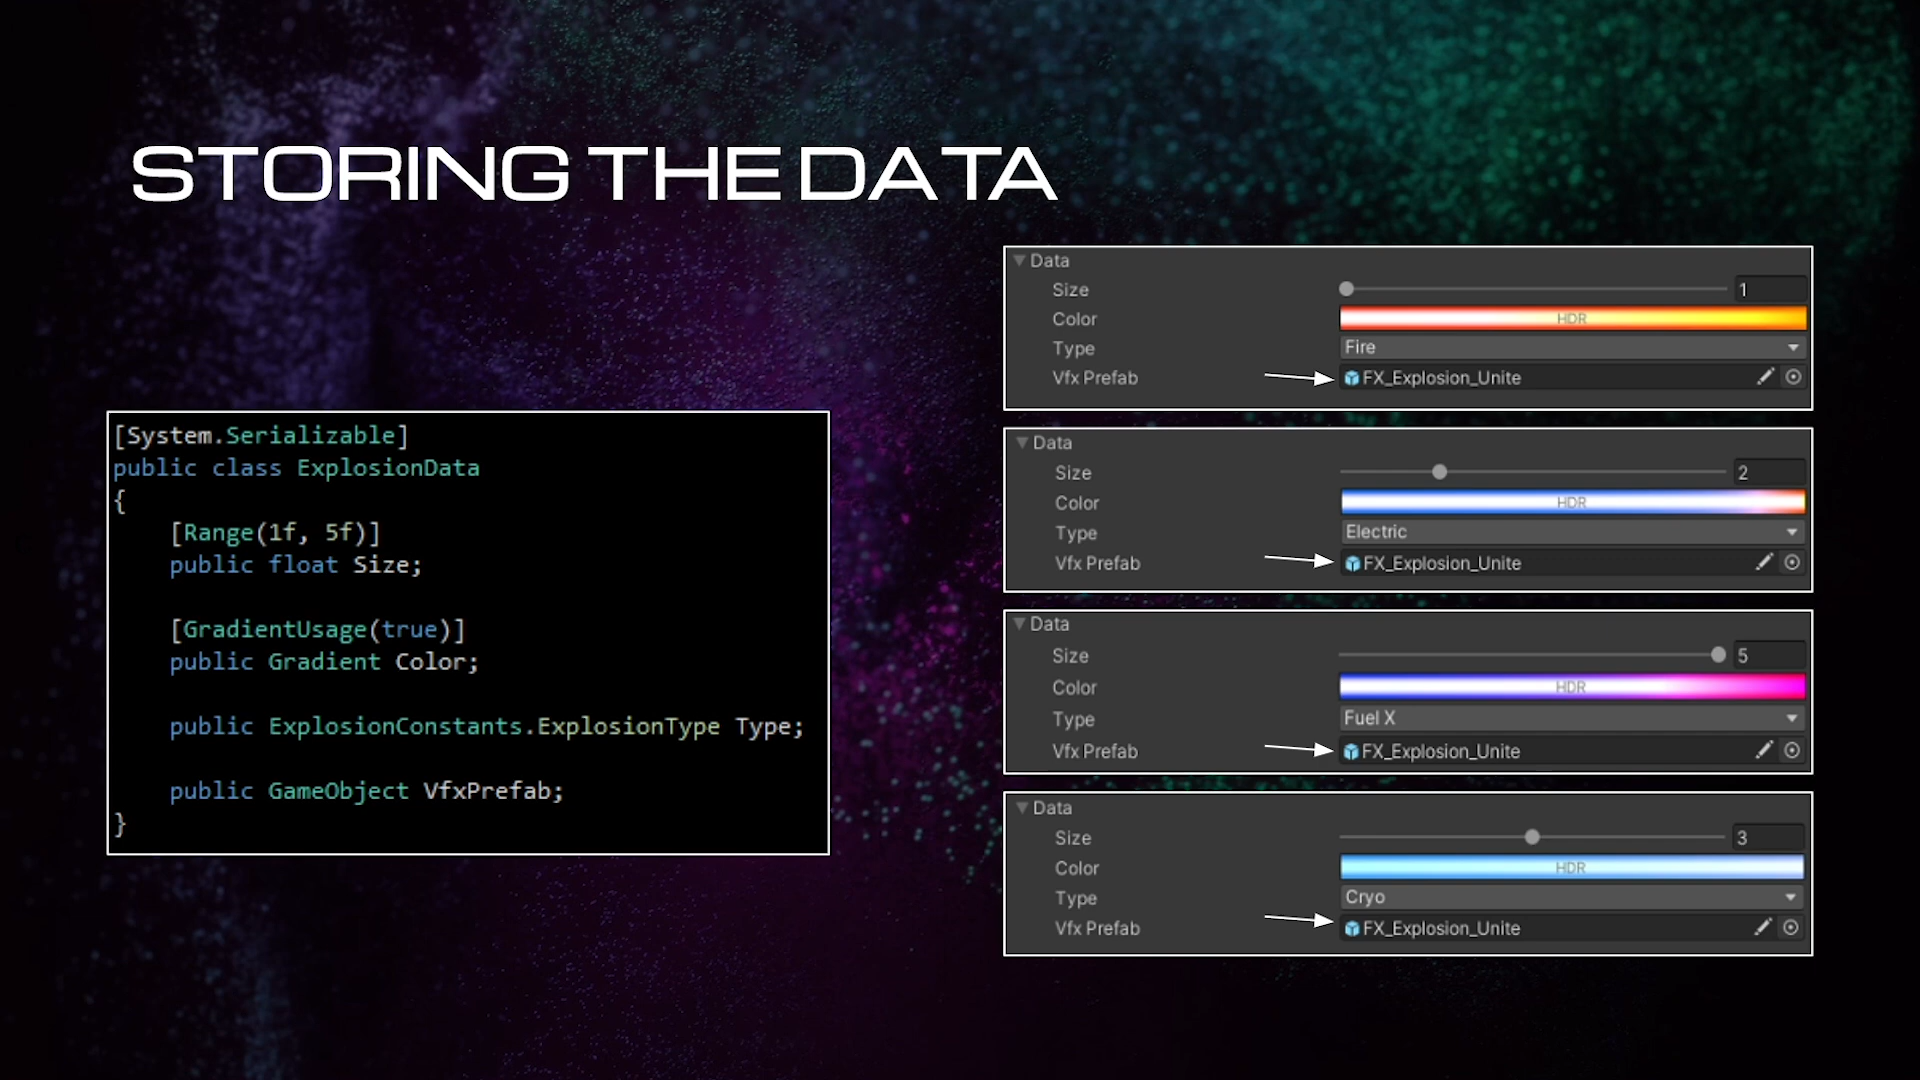 STORING THE DATA
[System.Serializable]
public class ExplosionData
{
[Range(1f, 5f)]
public float Size;
[GradientUsage(true)]
public Gradient Color;
public ExplosionConstants.ExplosionType Type;
public GameObject VfxPrefab;
}
Data
Size 1
Color HDR
Type Fire
Vfx Prefab FX_Explosion_Unite
Data
Size 2
Color HDR
Type Electric
Vfx Prefab FX_Explosion_Unite
Data
Size 5
Color HDR
Type Fuel X
Vfx Prefab FX_Explosion_Unite
Data
Size 3
Color HDR
Type Cryo
Vfx Prefab FX_Explosion_Unite